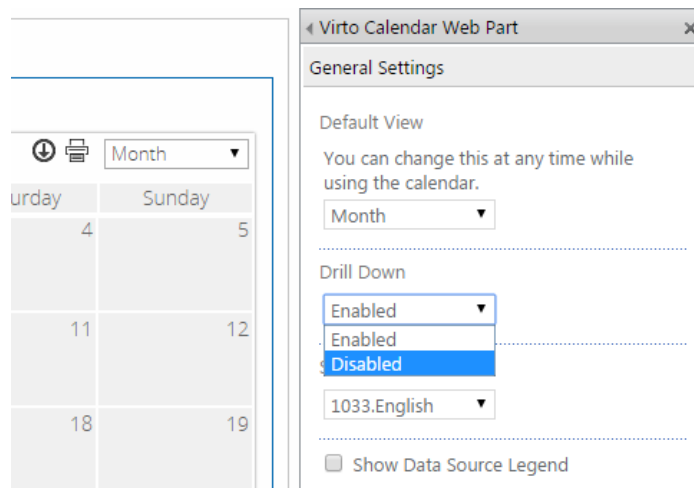 Virto Calendar Web Part
General Settings
Default View
You can change this at any time while
using the calendar.
Month
Drill Down
Enabled
Enabled
Disabled
1033.English
Show Data Source Legend
Month
urday Sunday
4 5
11 12
18 19